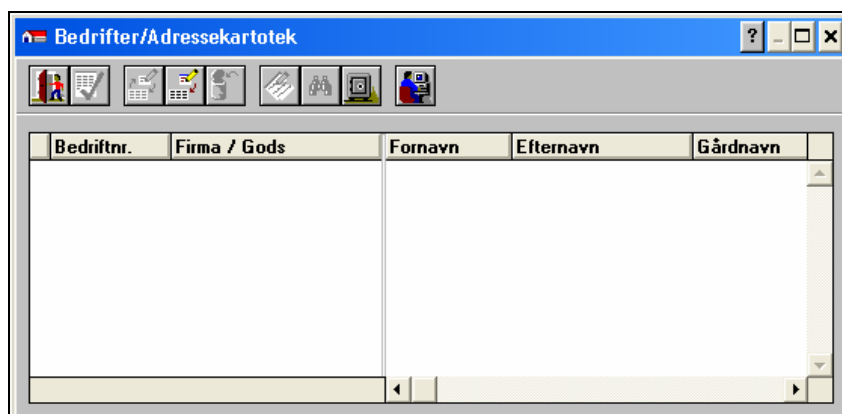 Bedrifter/Adressekartotek
Bedriftnr. Firma / Gods Fornavn Efternavn Gårdnavn